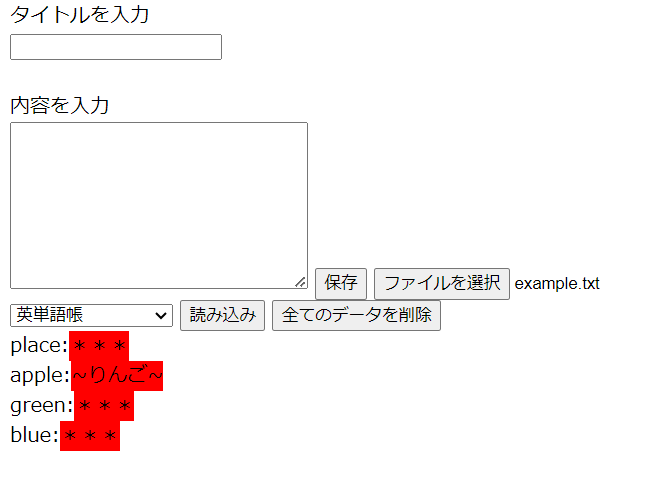 タイトルを入力
内容を入力
保存 ファイルを選択 example.txt
英単語帳 読み込み 全てのデータを削除
place:＊＊＊
apple:~りんご~
green:＊＊＊
blue:＊＊＊